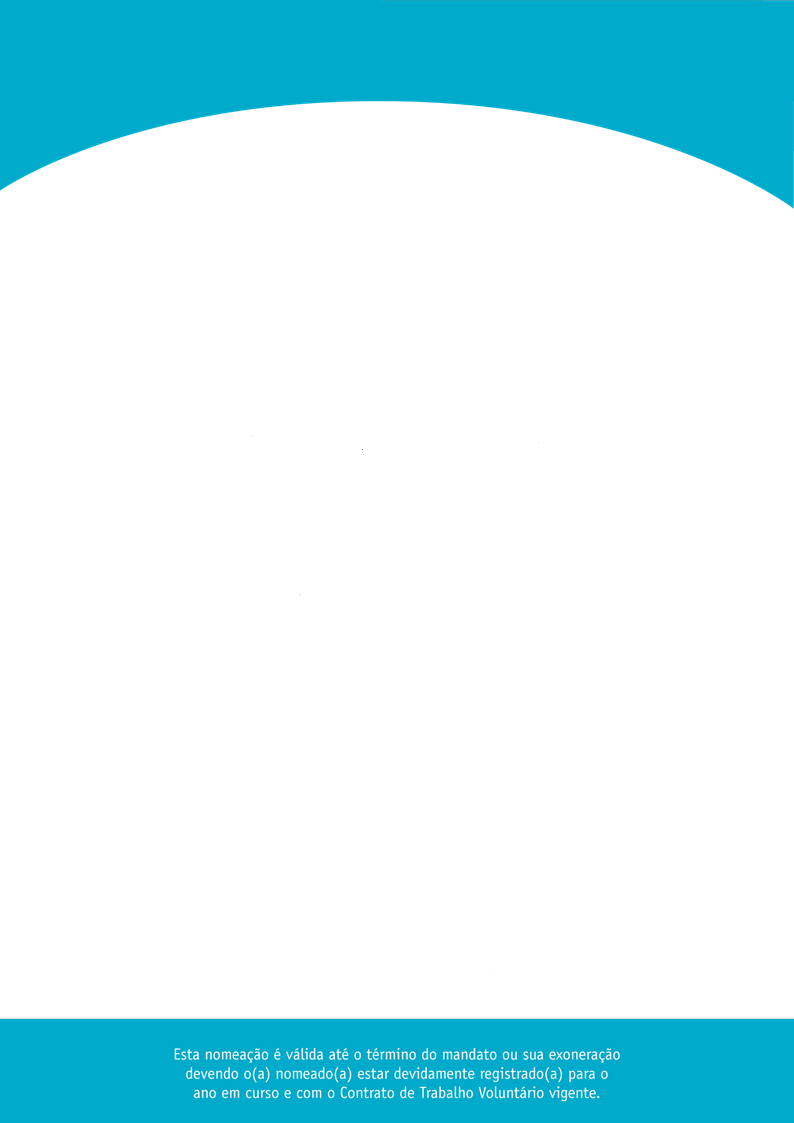 Esta nomeação é válida até o término do mandato ou sua exoneração
devendo o(a) nomeado(a) estar devidamente registrado(a) para o
ano em curso e com o Contrato de Trabalho Voluntário vigente.